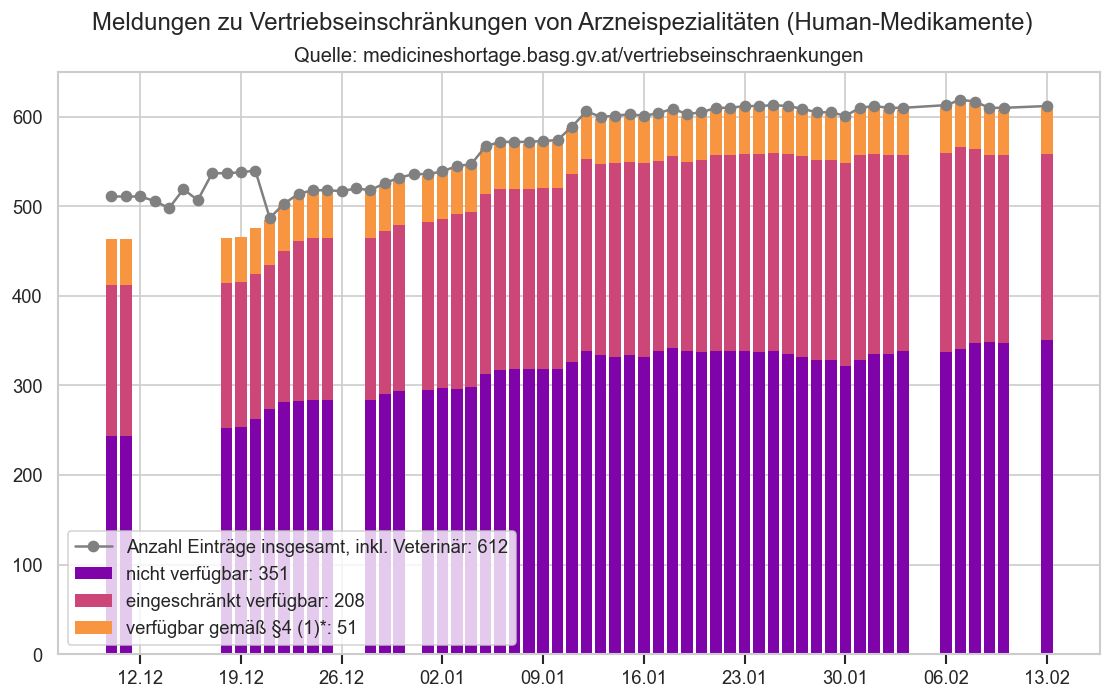 Meldungen zu Vertriebseinschränkungen von Arzneispezialitäten (Human-Medikamente)
Quelle: medicineshortage.basg.gv.at/vertriebseinschraenkungen
600
500
400
300
200
100
0
Anzahl Einträge insgesamt, inkl. Veterinär: 612
nicht verfügbar: 351
eingeschränkt verfügbar: 208
verfügbar gemäß §4 (1)*: 51
12.12 19.12 26.12 02.01 09.01 16.01 23.01 30.01 06.02 13.02